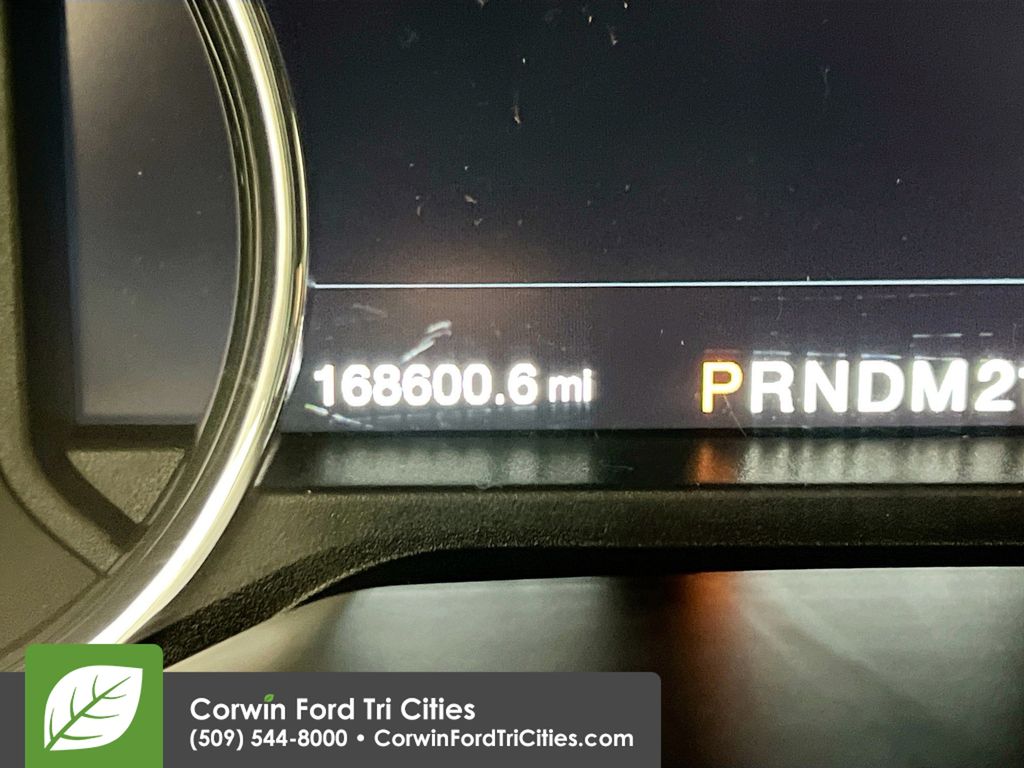 168600.6 mi PRNDM21
Corwin Ford Tri Cities
(509) 544-8000 • CorwinFordTriCities.com